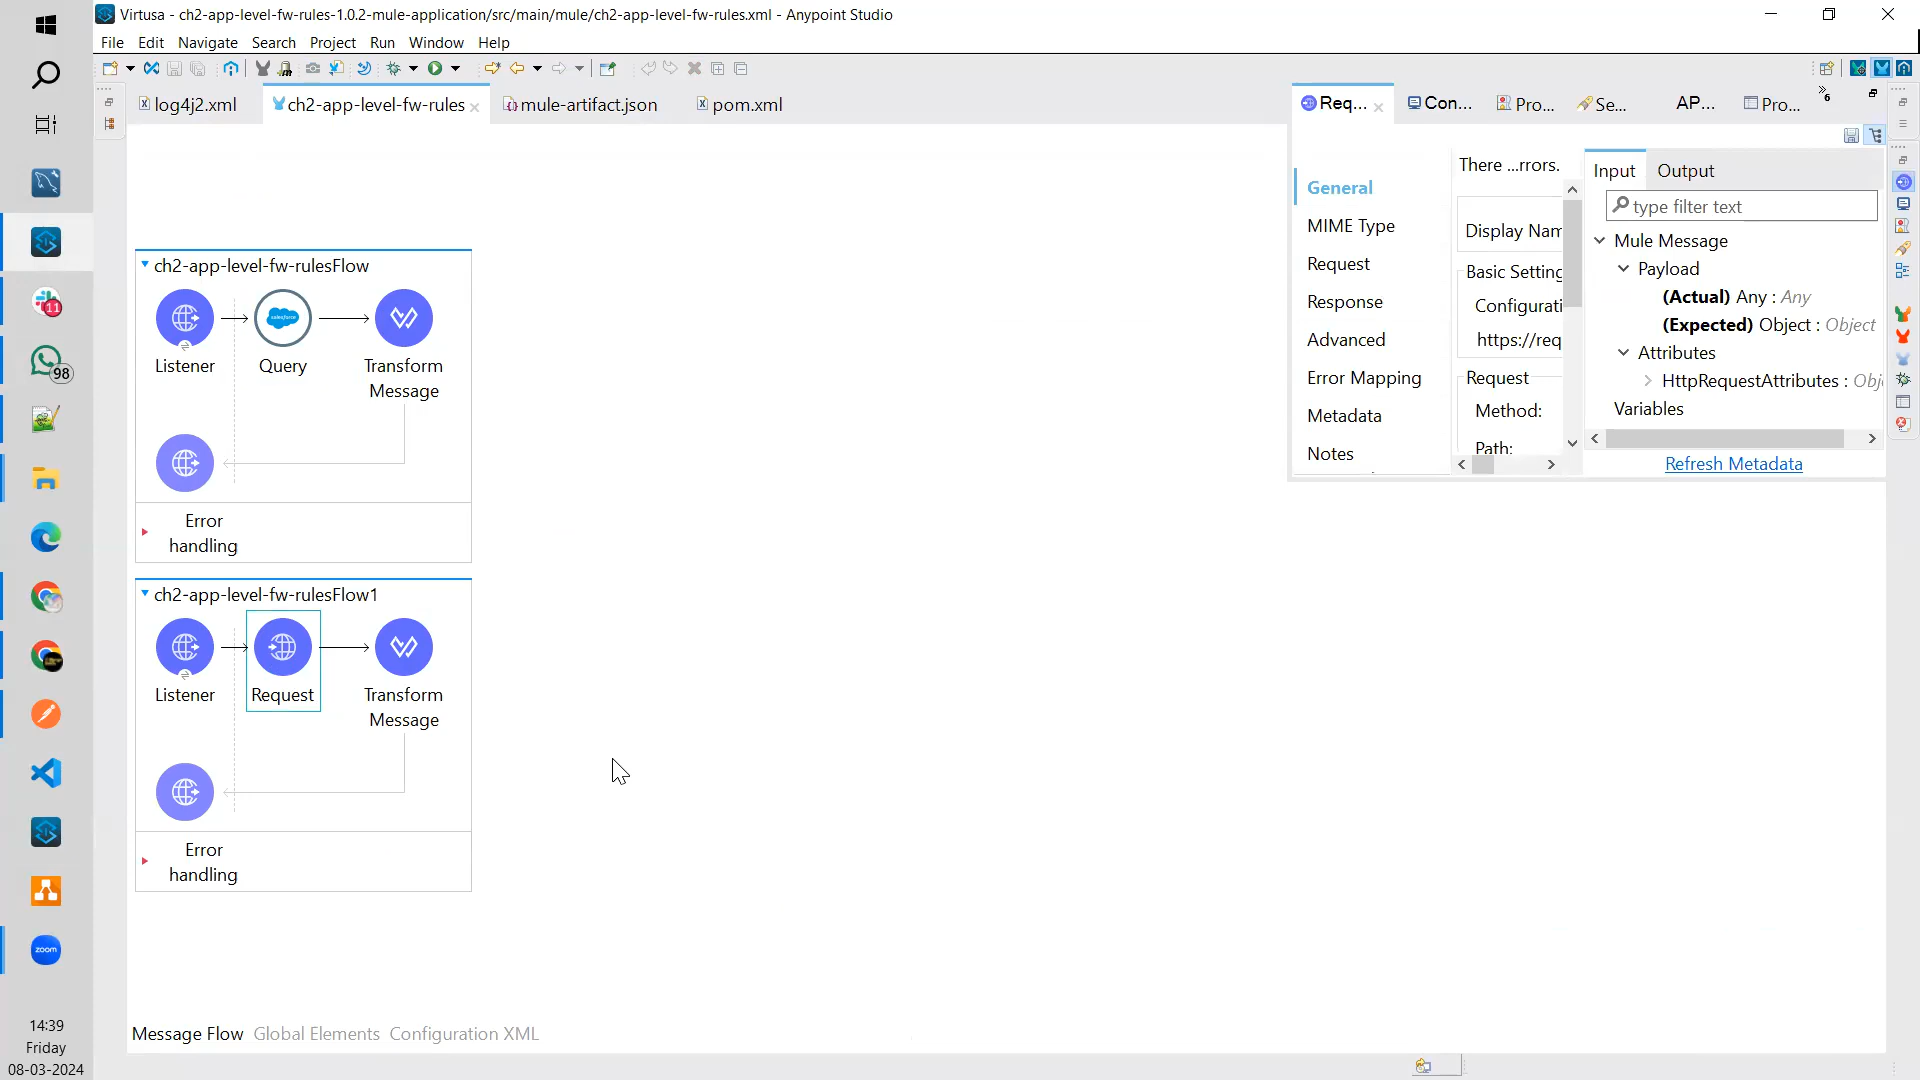 Virtusa - ch2-app-level-fw-rules-1.0.2-mule-application/src/main/mule/ch2-app-level-fw-rules.xml - Anypoint Studio
File Edit Navigate Search Project Run Window Help
log4j2.xml ch2-app-level-fw-rules mule-artifact.json pom.xml
Req... Con... Pro... Se... AP... Pro... 6
There ...rrors.
Input Output
General
type filter text
MIME Type
Display Nam
Mule Message
Request
Basic Setting
Payload
Response
Configurati
(Actual) Any : Any
(Expected) Object : Object
Advanced
https://req
Attributes
Error Mapping
Request
HttpRequestAttributes : Obj
Metadata
Method:
Variables
Notes
Path:
Refresh Metadata
ch2-app-level-fw-rulesFlow
Listener
salesforce
Query
Transform
Message
Error
handling
ch2-app-level-fw-rulesFlow1
Listener
Request
Transform
Message
Error
handling
Message Flow Global Elements Configuration XML
11
98
zoom
14:39
Friday
08-03-2024